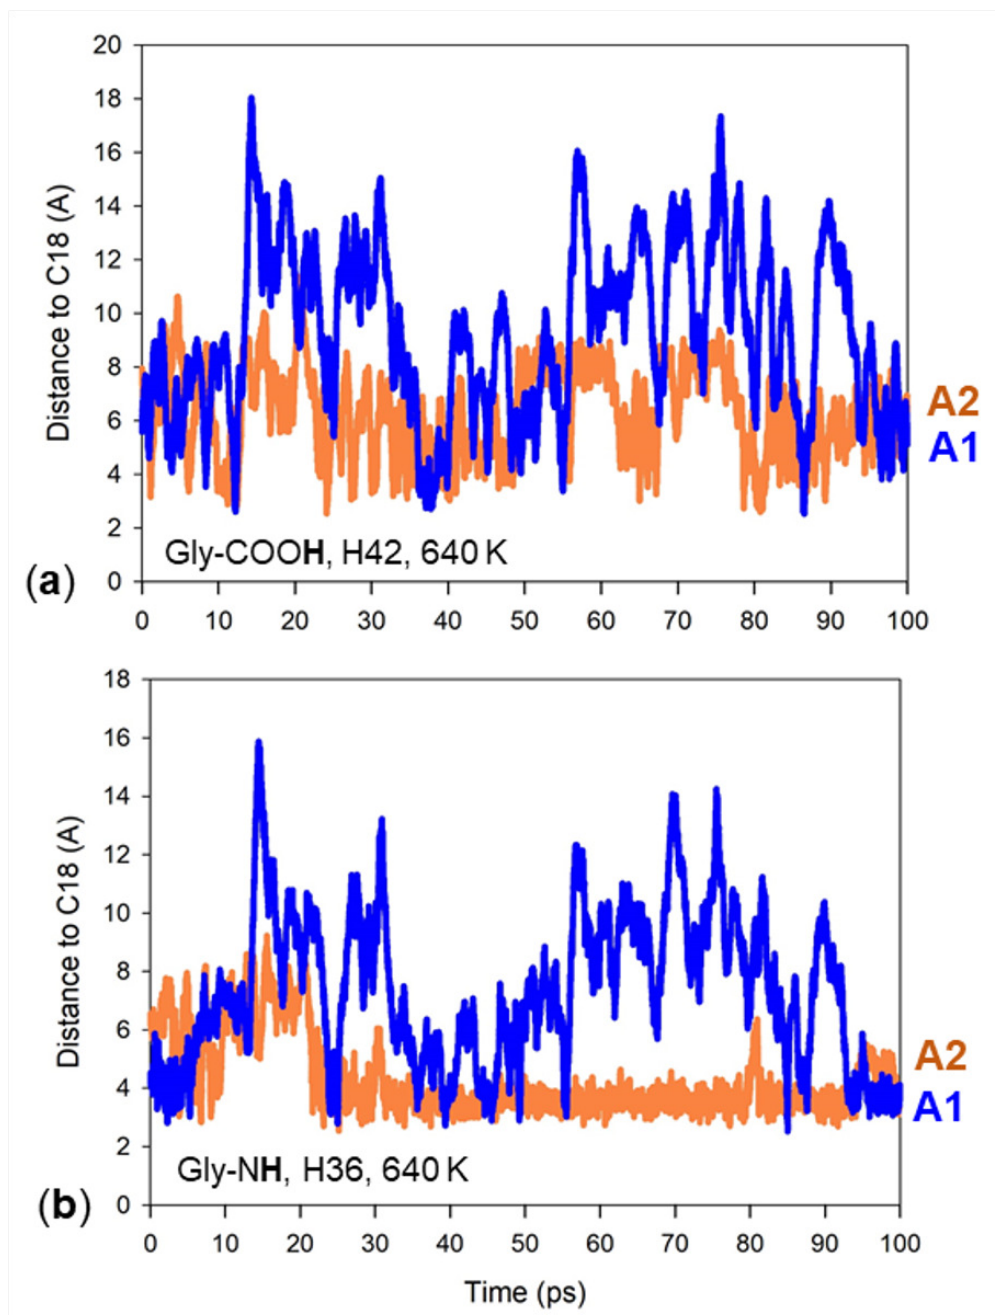 20
18
16
14
12
10
8
6
4
2
0
Distance to C18 (A)
A2
A1
Gly-COOH, H42, 640 K
(a)
0 10 20 30 40 50 60 70 80 90 100
18
16
14
12
10
8
6
4
2
0
Distance to C18 (A)
A2
A1
Gly-NH, H36, 640 K
(b)
0 10 20 30 40 50 60 70 80 90 100
Time (ps)